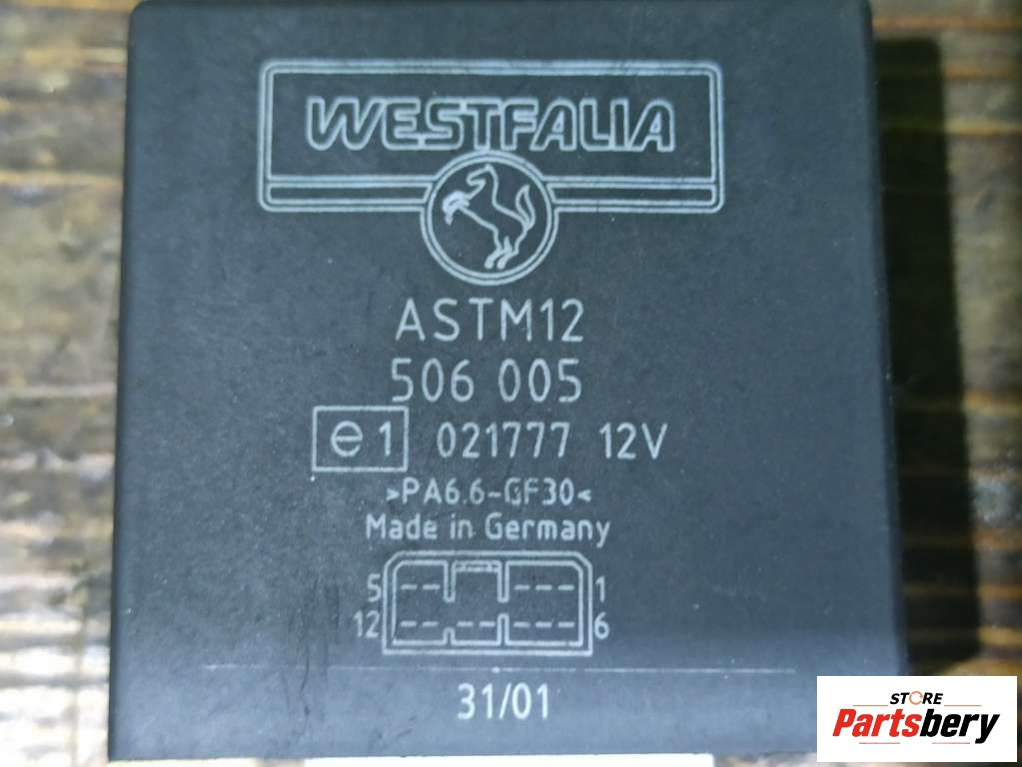 WESTFALIA
ASTM12
506 005
e1 021777 12V
>PA6.6-GF30<
Made in Germany
5 1
12 6
31/01
STORE
Partsbery